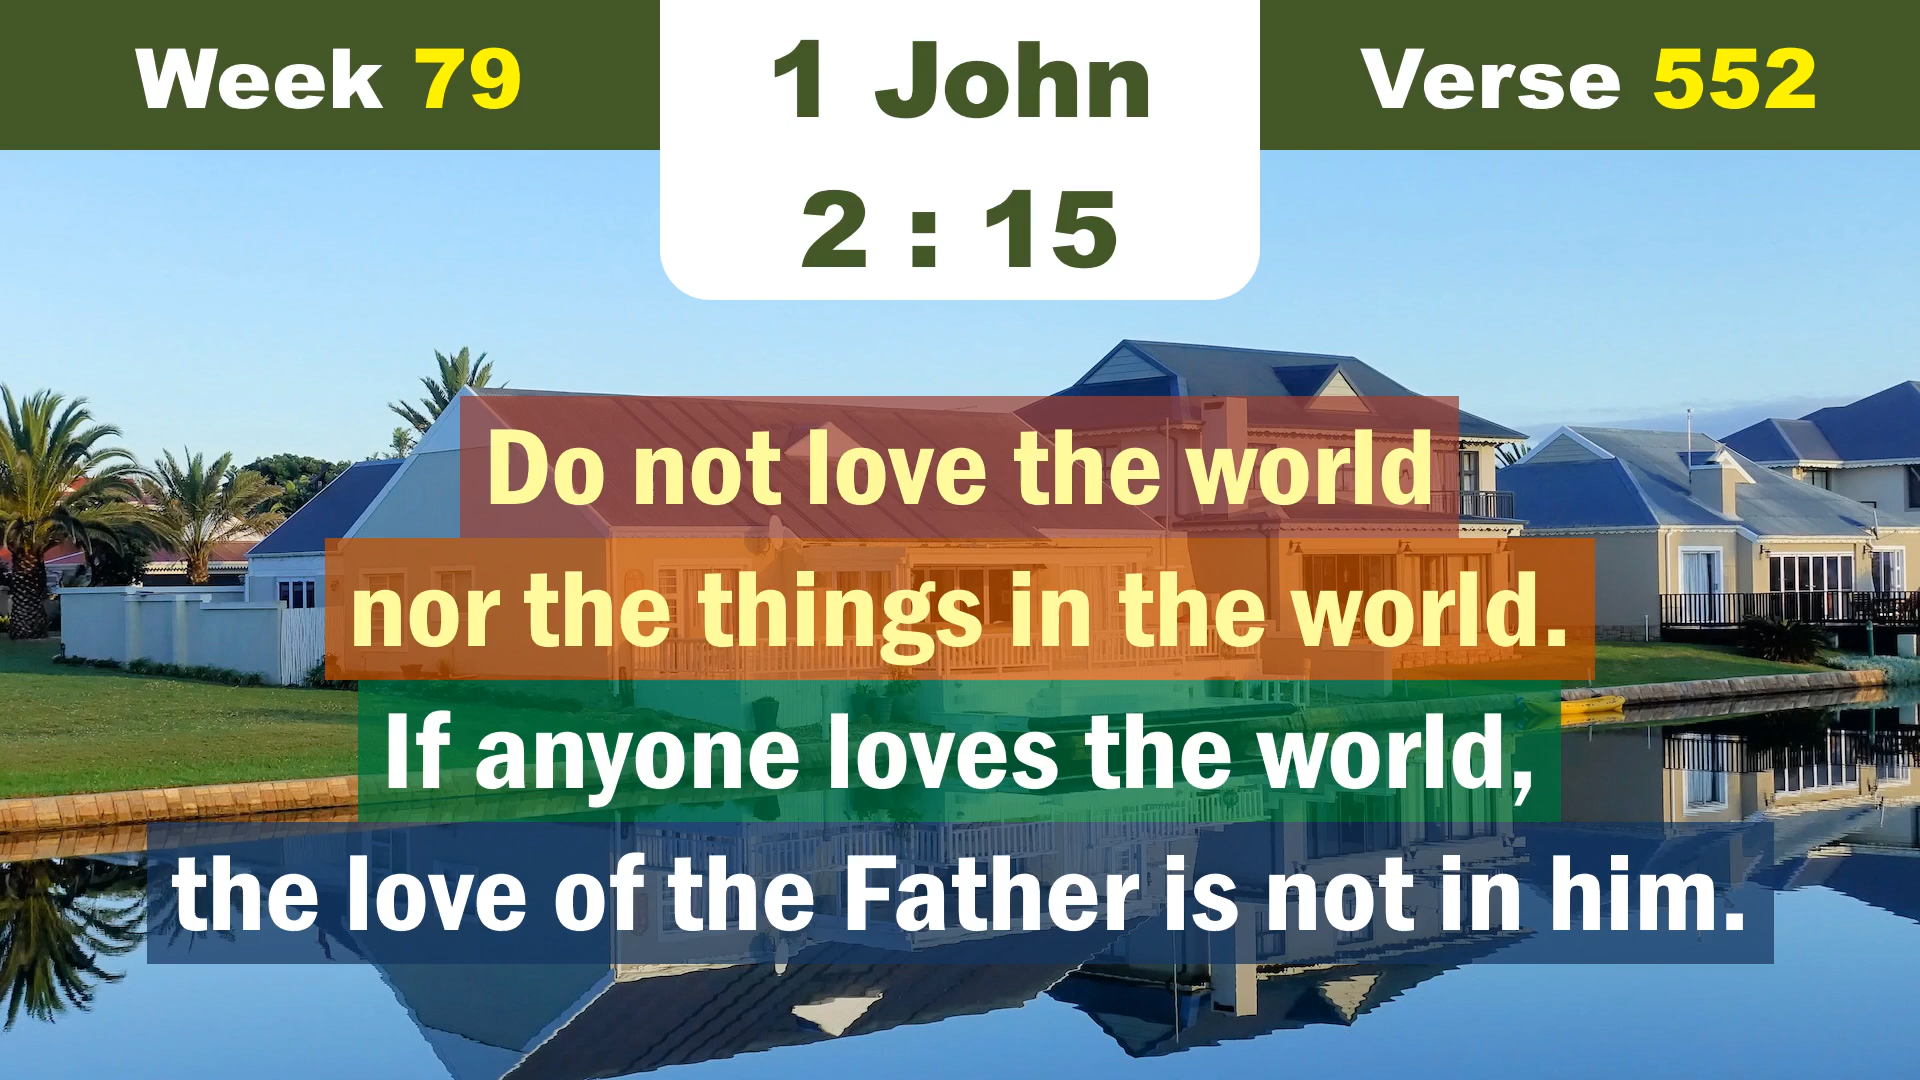 Week 79
1 John
2 : 15
Verse 552
Do not love the world
nor the things in the world.
If anyone loves the world,
the love of the Father is not in him.